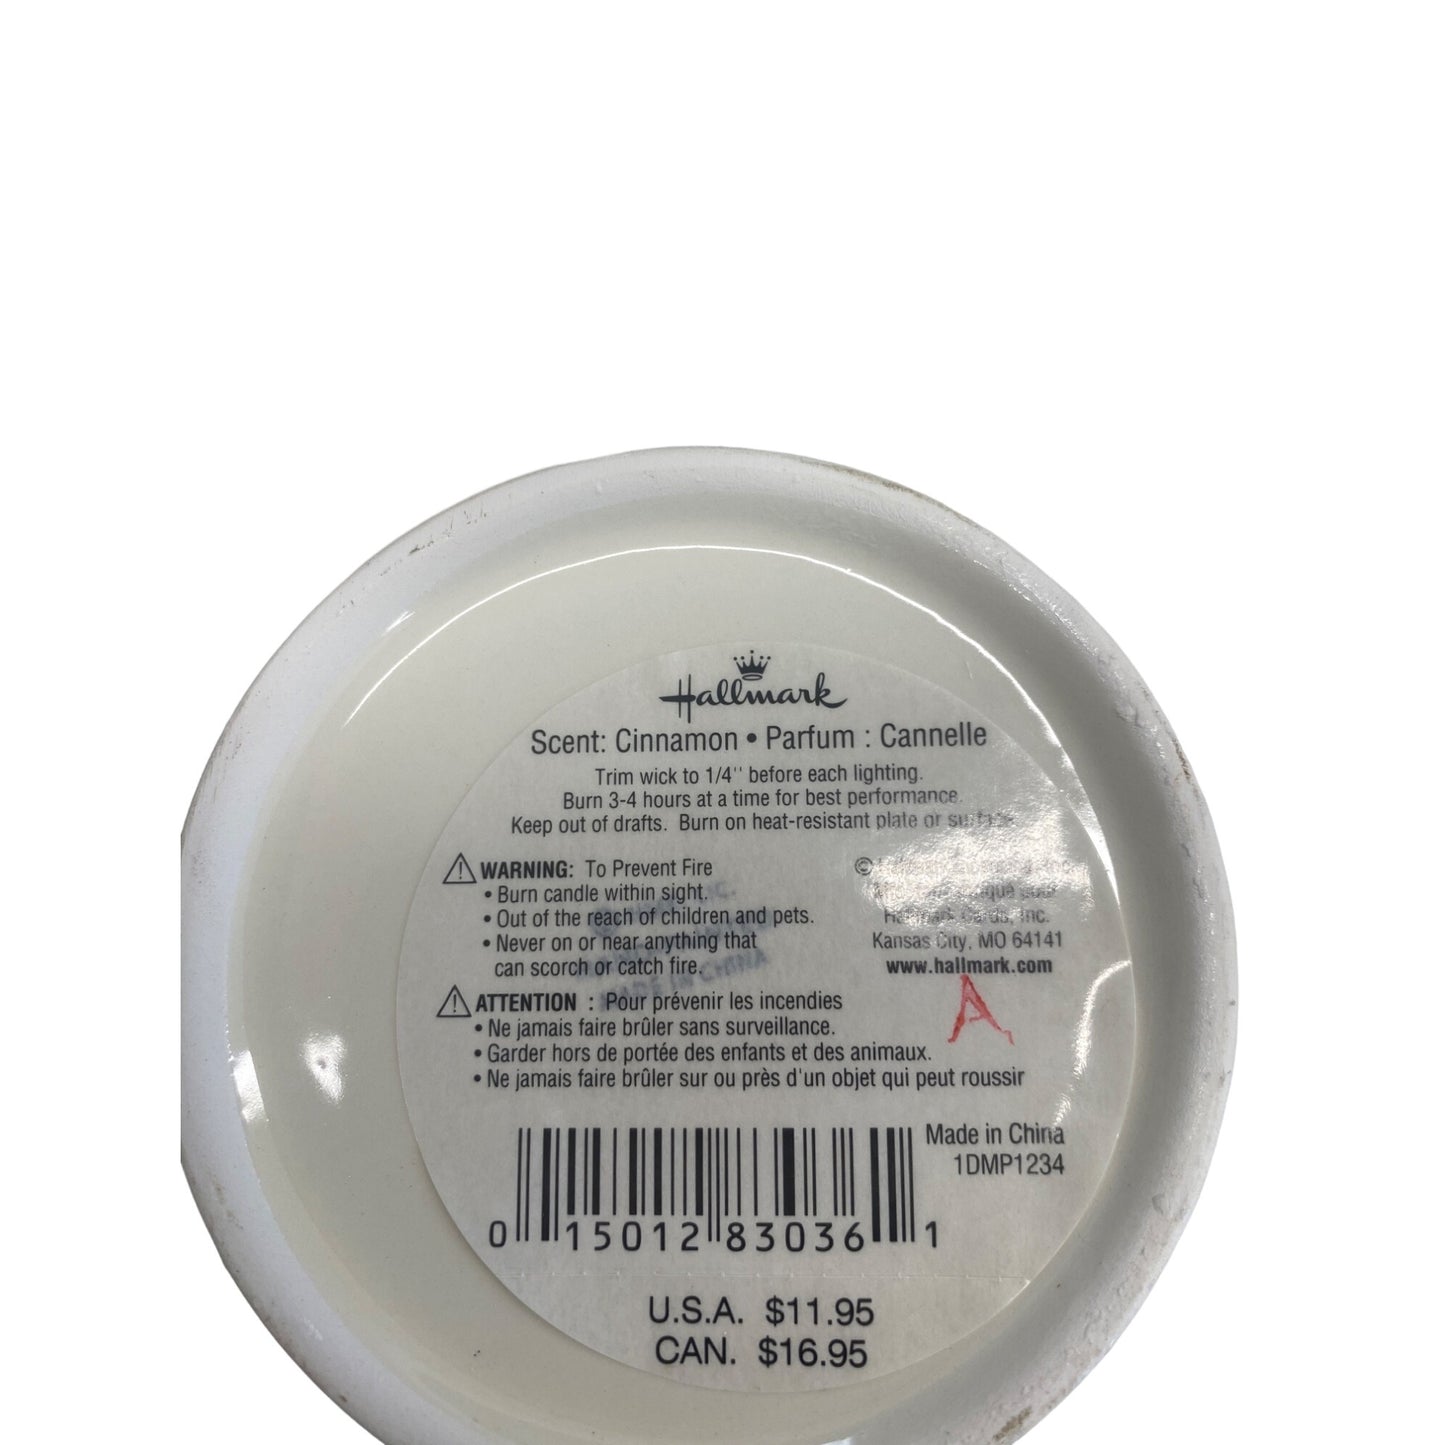 Hallmark
Scent: Cinnamon • Parfum : Cannelle
Trim wick to 1/4'' before each lighting.
Burn 3-4 hours at a time for best performance.
Keep out of drafts. Burn on heat-resistant plate or surface.
WARNING: To Prevent Fire
• Burn candle within sight.
• Out of the reach of children and pets.
• Never on or near anything that
can scorch or catch fire.
©
Hallmark Cards, Inc.
Kansas City, MO 64141
www.hallmark.com
A
ATTENTION : Pour prévenir les incendies
• Ne jamais faire brûler sans surveillance.
• Garder hors de portée des enfants et des animaux.
• Ne jamais faire brûler sur ou près d'un objet qui peut roussir
Made in China
1DMP1234
0 15012 83036 1
U.S.A. $11.95
CAN. $16.95